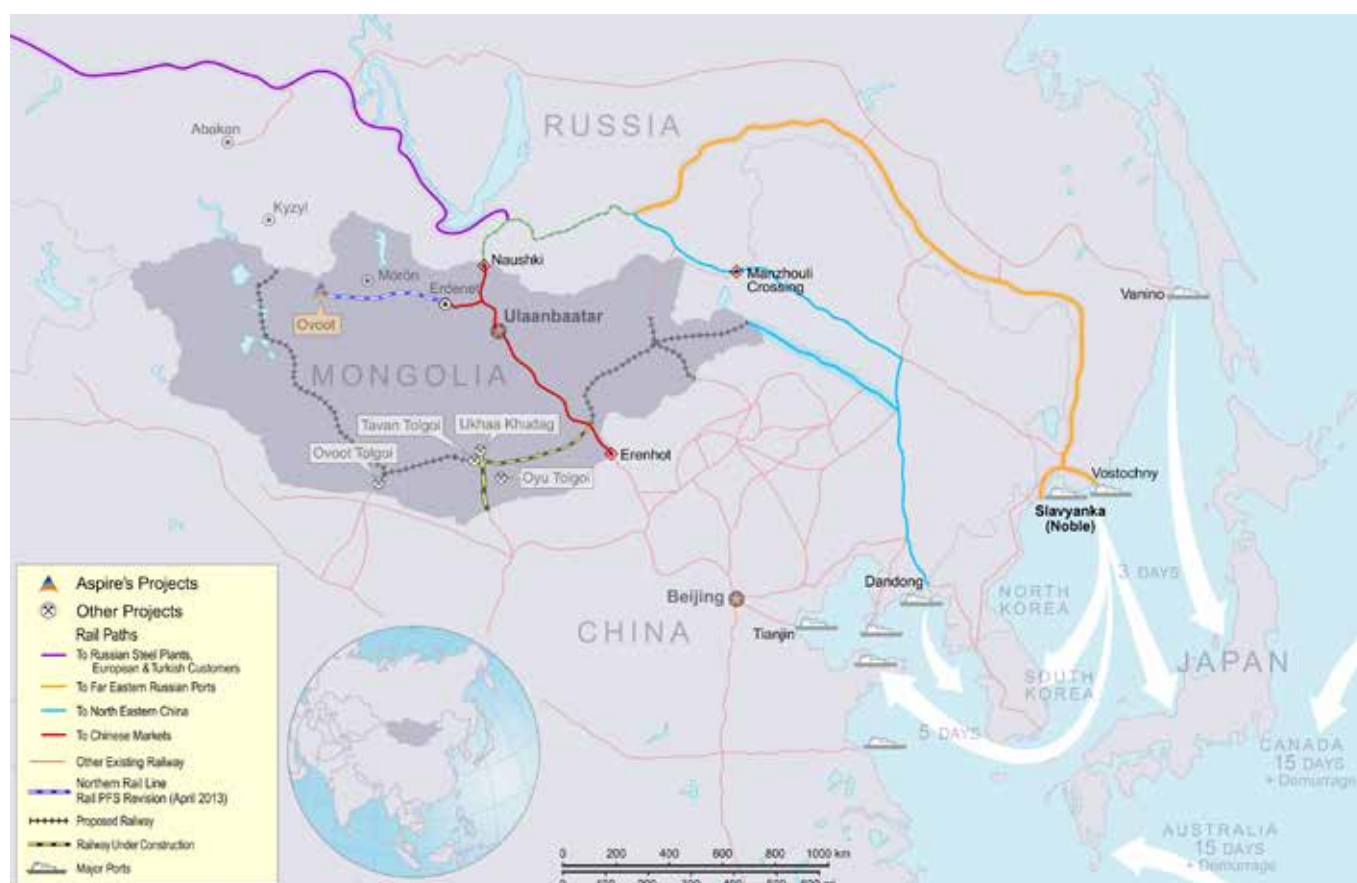 RUSSIA
Abakan
Kyzyl
Naushki
Mörön
Erdenet
Manzhouli
Crossing
Vanino
Ovoot
Ulaanbaatar
MONGOLIA
Tavan Tolgoi
Ukhaa Khudag
Ovoot Tolgoi
Oyu Tolgoi
Erenhot
Vostochny
Slavyanka
(Noble)
3 DAYS
Dandong
NORTH
KOREA
Beijing
Tianjin
CHINA
JAPAN
SOUTH
KOREA
5 DAYS
CANADA
15 DAYS
+ Demurrage
AUSTRALIA
15 DAYS
+ Demurrage
Aspire's Projects
Other Projects
Rail Paths
To Russian Steel Plants,
European & Turkish Customers
To Far Eastern Russian Ports
To North Eastern China
To Chinese Markets
Other Existing Railway
Northern Rail Line
Rail PFS Revision (April 2013)
Proposed Railway
Railway Under Construction
Major Ports
0 200 400 600 800 1000 km